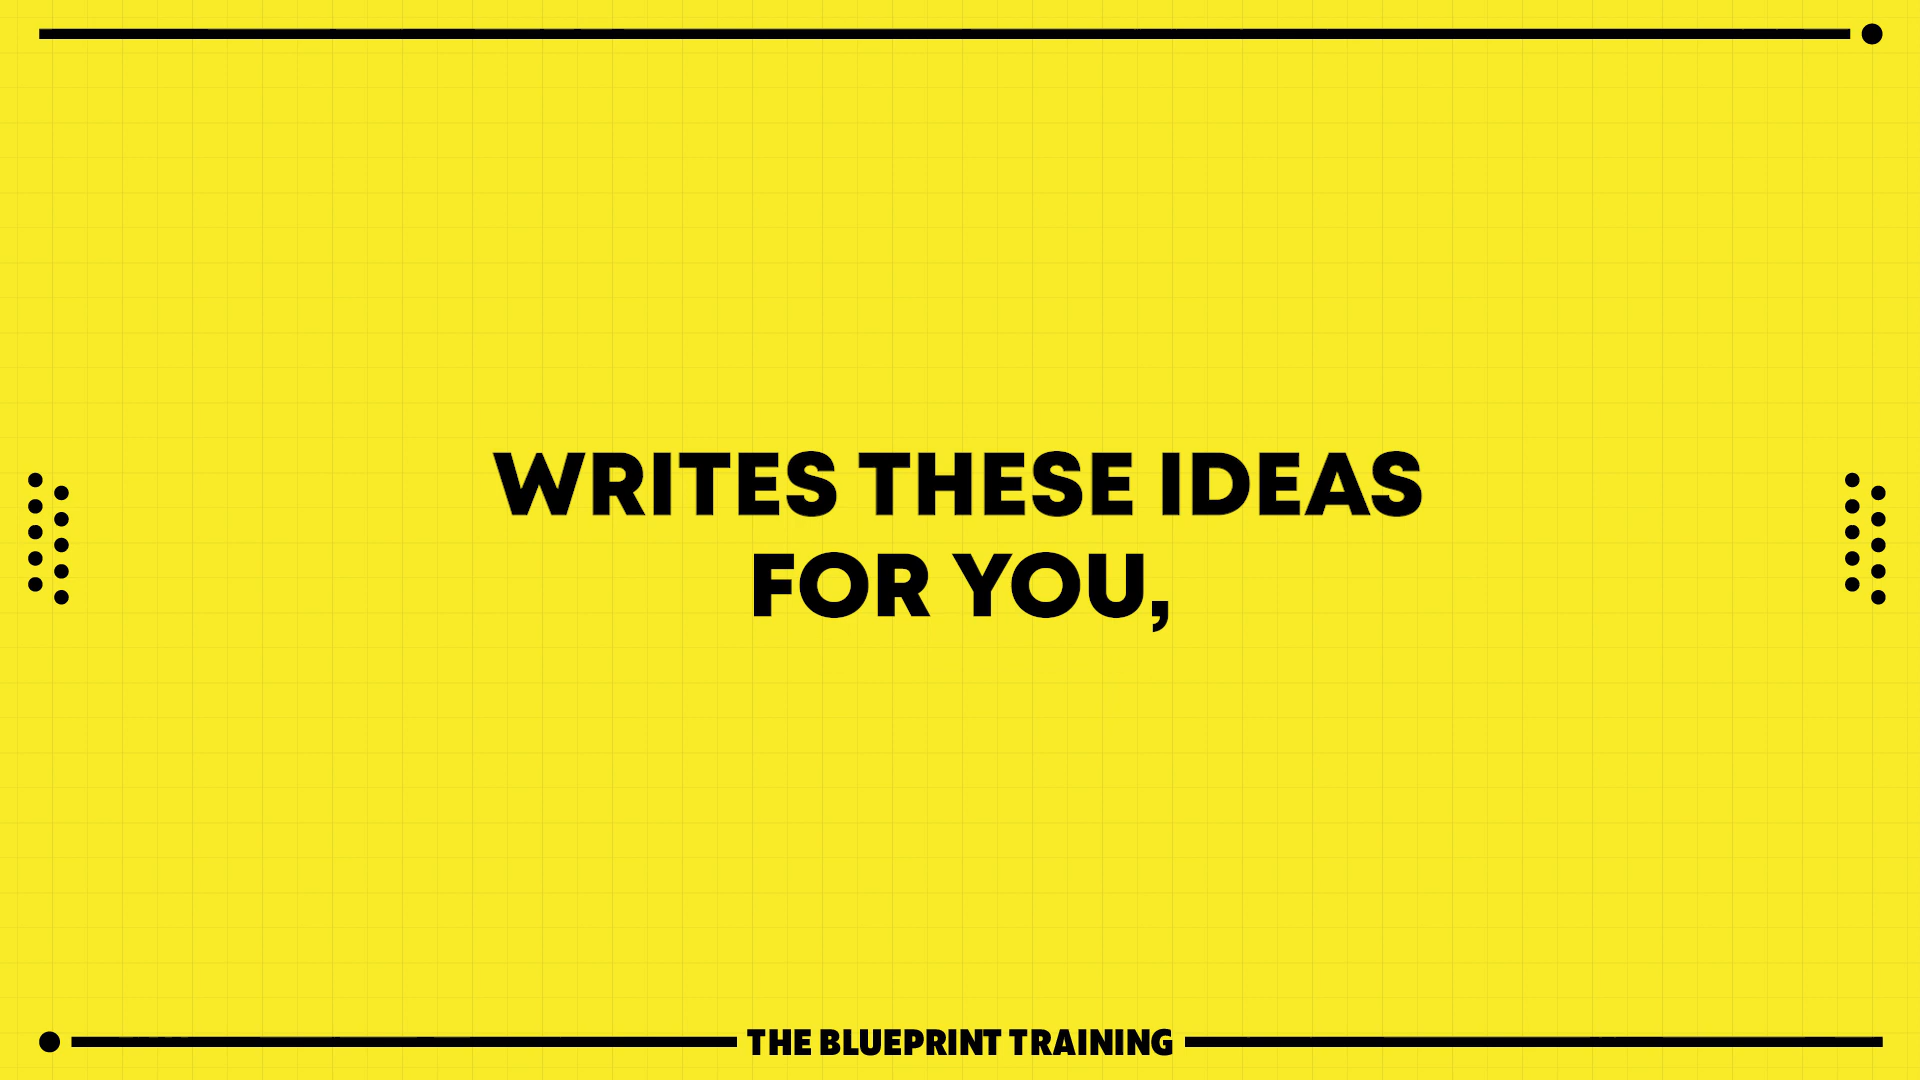 WRITES THESE IDEAS
FOR YOU,
THE BLUEPRINT TRAINING